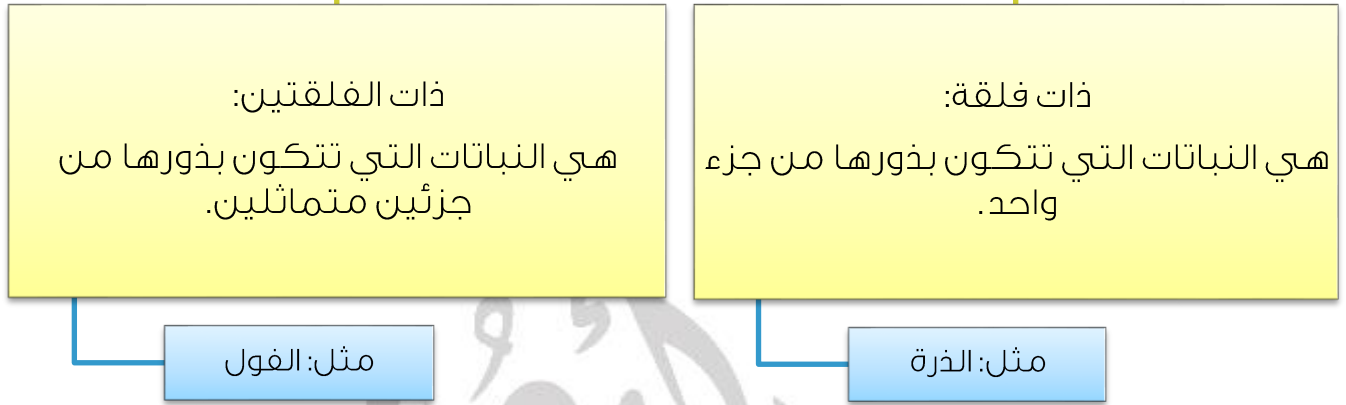 ذات فلقة:
هي النباتات التي تتكون بذورها من جزء
واحد.
مثل: الذرة
ذات الفلقتين:
هي النباتات التي تتكون بذورها من
جزئين متماثلين.
مثل: الفول